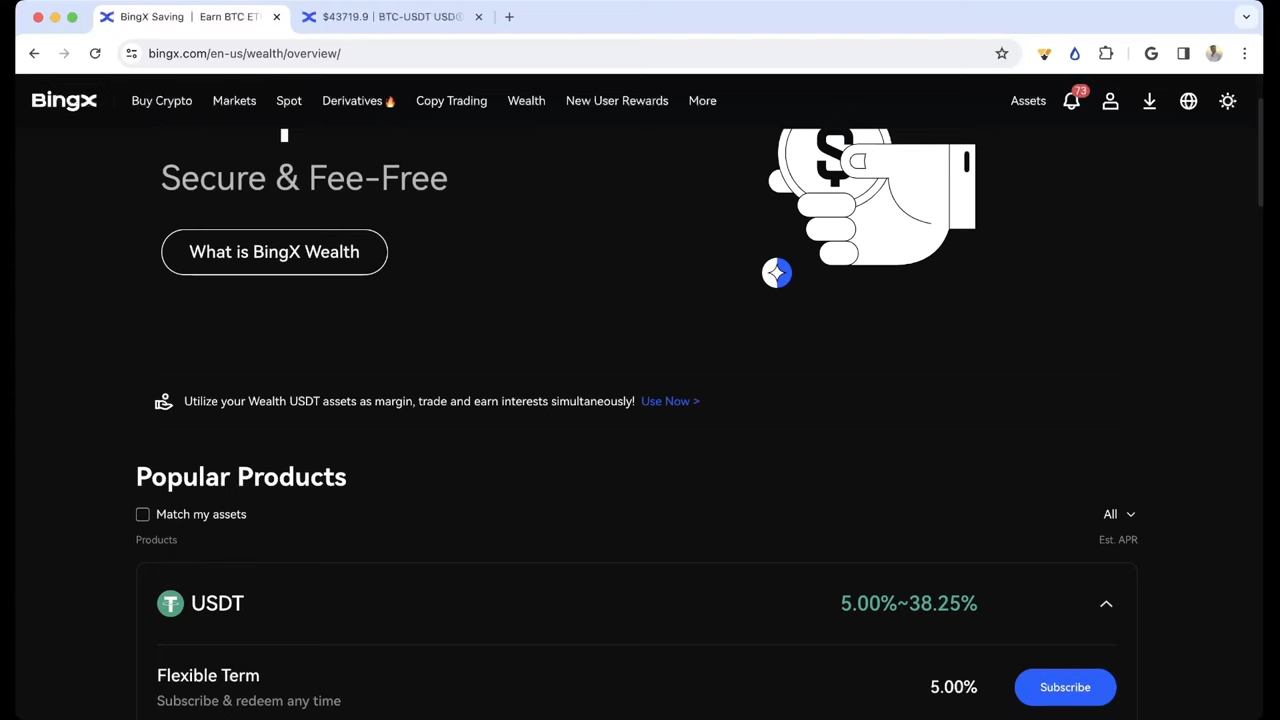 BingX Saving | Earn BTC ET
$43719.9 | BTC-USDT USD
bingx.com/en-us/wealth/overview/
BingX
Buy Crypto
Markets
Spot
Derivatives
Copy Trading
Wealth
New User Rewards
More
Assets
73
Secure & Fee-Free
What is BingX Wealth
Utilize your Wealth USDT assets as margin, trade and earn interests simultaneously! Use Now >
Popular Products
Match my assets
All
Products
Est. APR
USDT
5.00%~38.25%
Flexible Term
Subscribe & redeem any time
5.00%
Subscribe